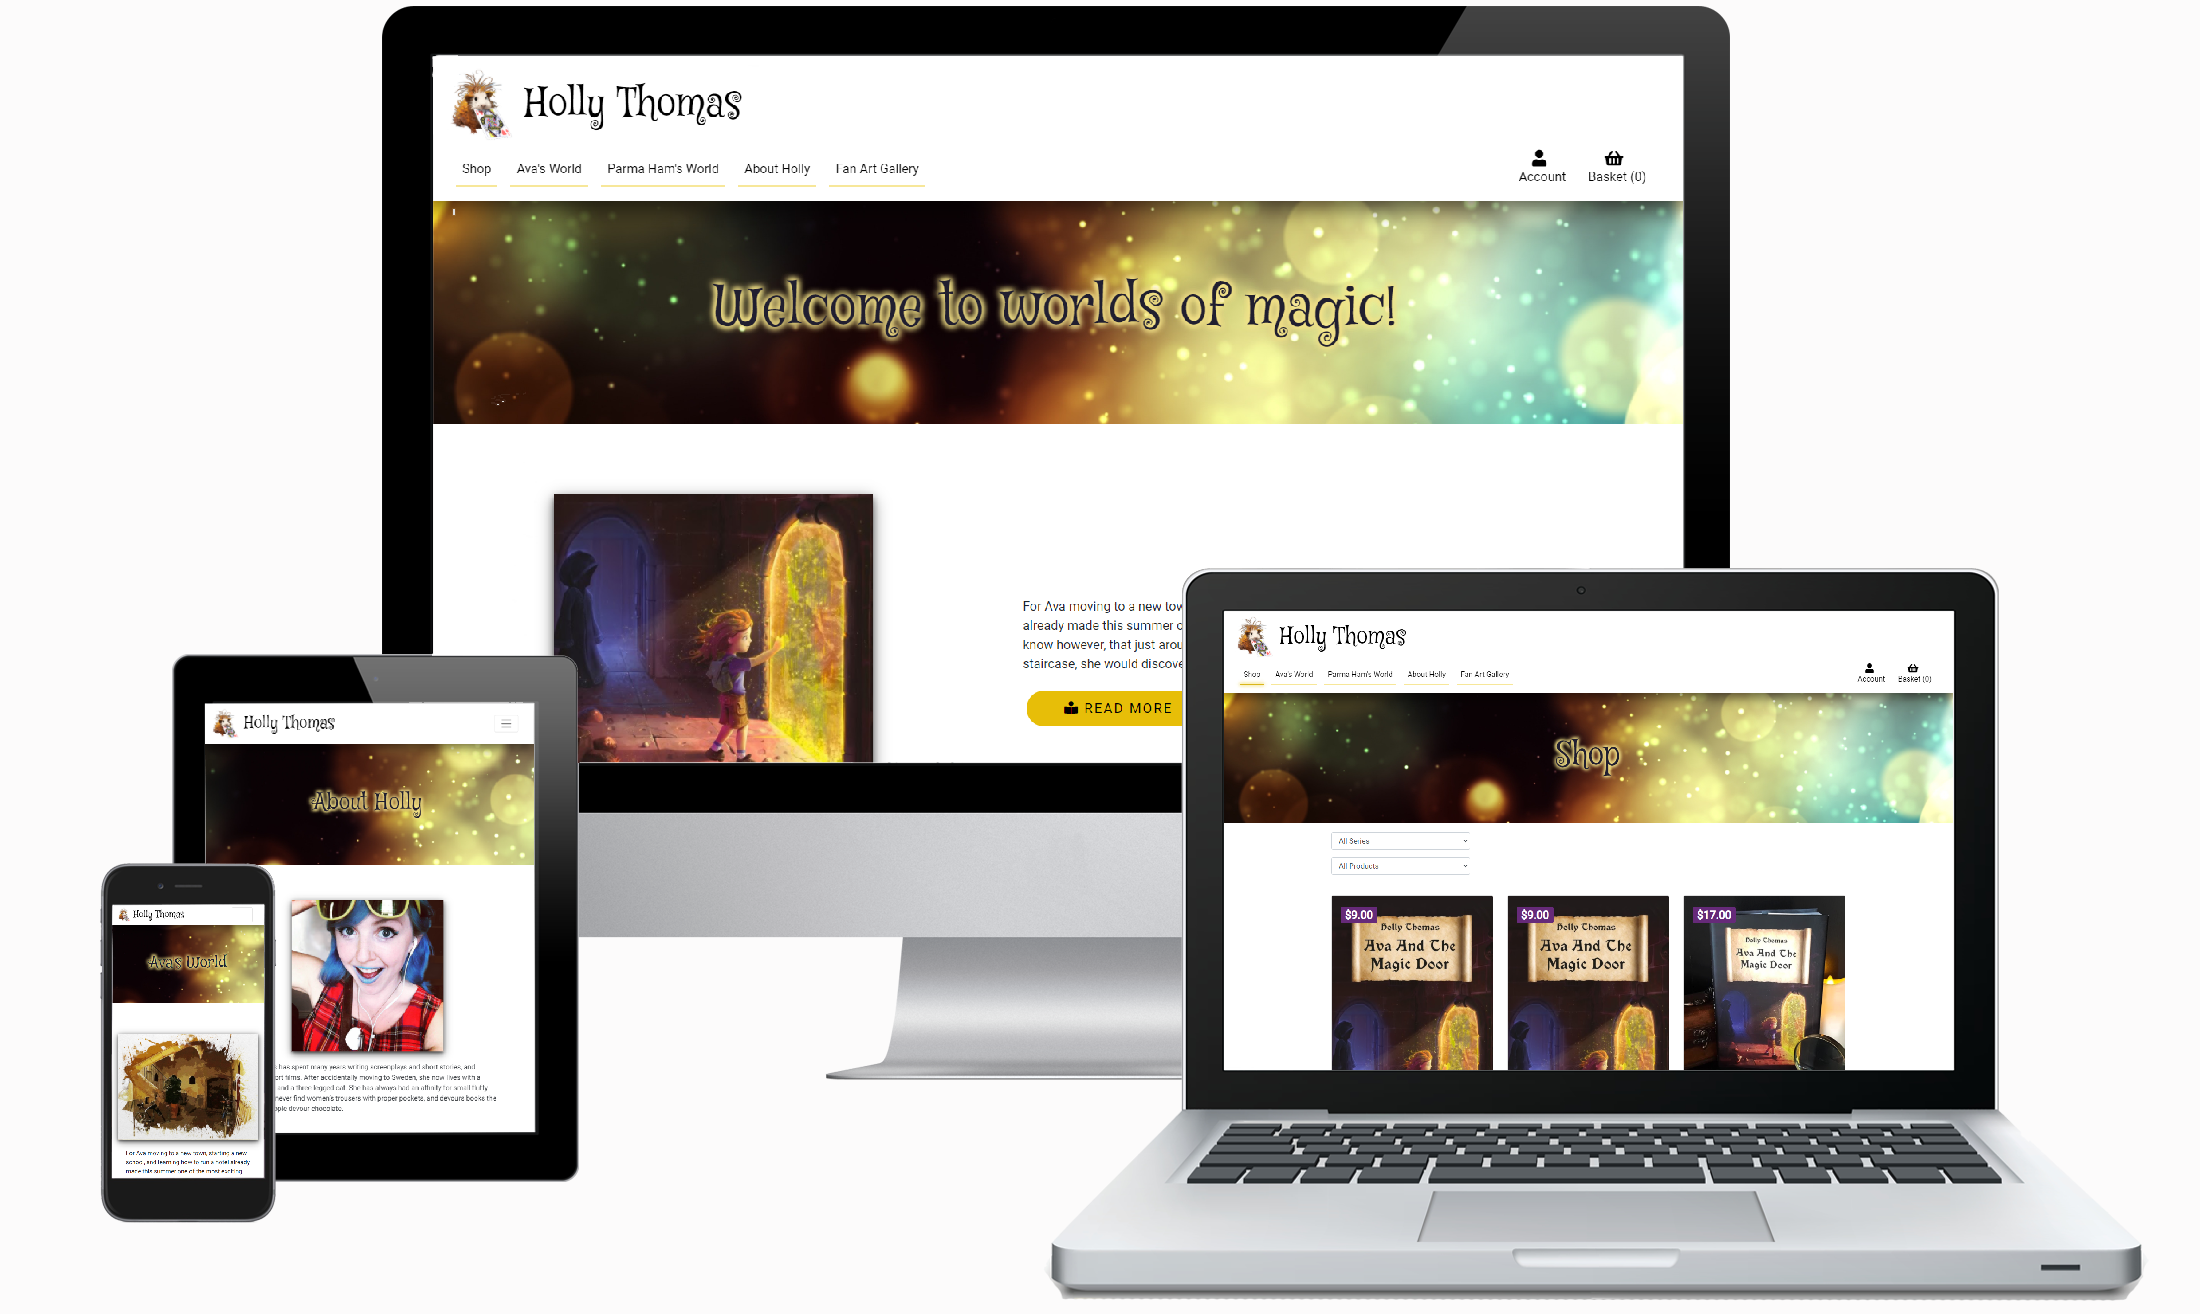 Holly Thomas
Shop Ava's World Parma Ham's World About Holly Fan Art Gallery
Account Basket (0)
Welcome to worlds of magic!
For Ava moving to a new tow
already made this summer
know however, that just arou
staircase, she would discove
READ MORE
Holly Thomas
About Holly
has spent many years writing screenplays and short stories, and
ort films. After accidentally moving to Sweden, she now lives with a
and a three legged cat. She has always had an affinity for small fluffy
never find women's trousers with proper pockets, and devours books the
ple devour chocolate.
Holly Thomas
Ava's World
For Ava moving to a new town, starting a new
school, and learning how to run a hotel already
made this summer one of the most exciting
Holly Thomas
Shop Ava's World Parma Ham's World About Holly Fan Art Gallery
Account Basket (0)
Shop
All Series
All Products
$9.00
Holly Thomas
Ava And The
Magic Door
$9.00
Holly Thomas
Ava And The
Magic Door
$17.00
Holly Thomas
Ava And The
Magic Door